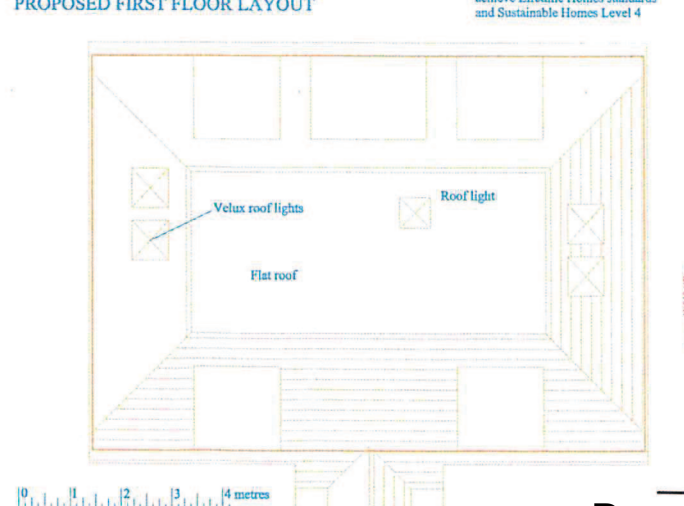 PROPOSED FIRST FLOOR LAYOUT
and Sustainable Homes Level 4
Roof light
Velux roof lights
Flat roof
0 1 2 3 4 metres